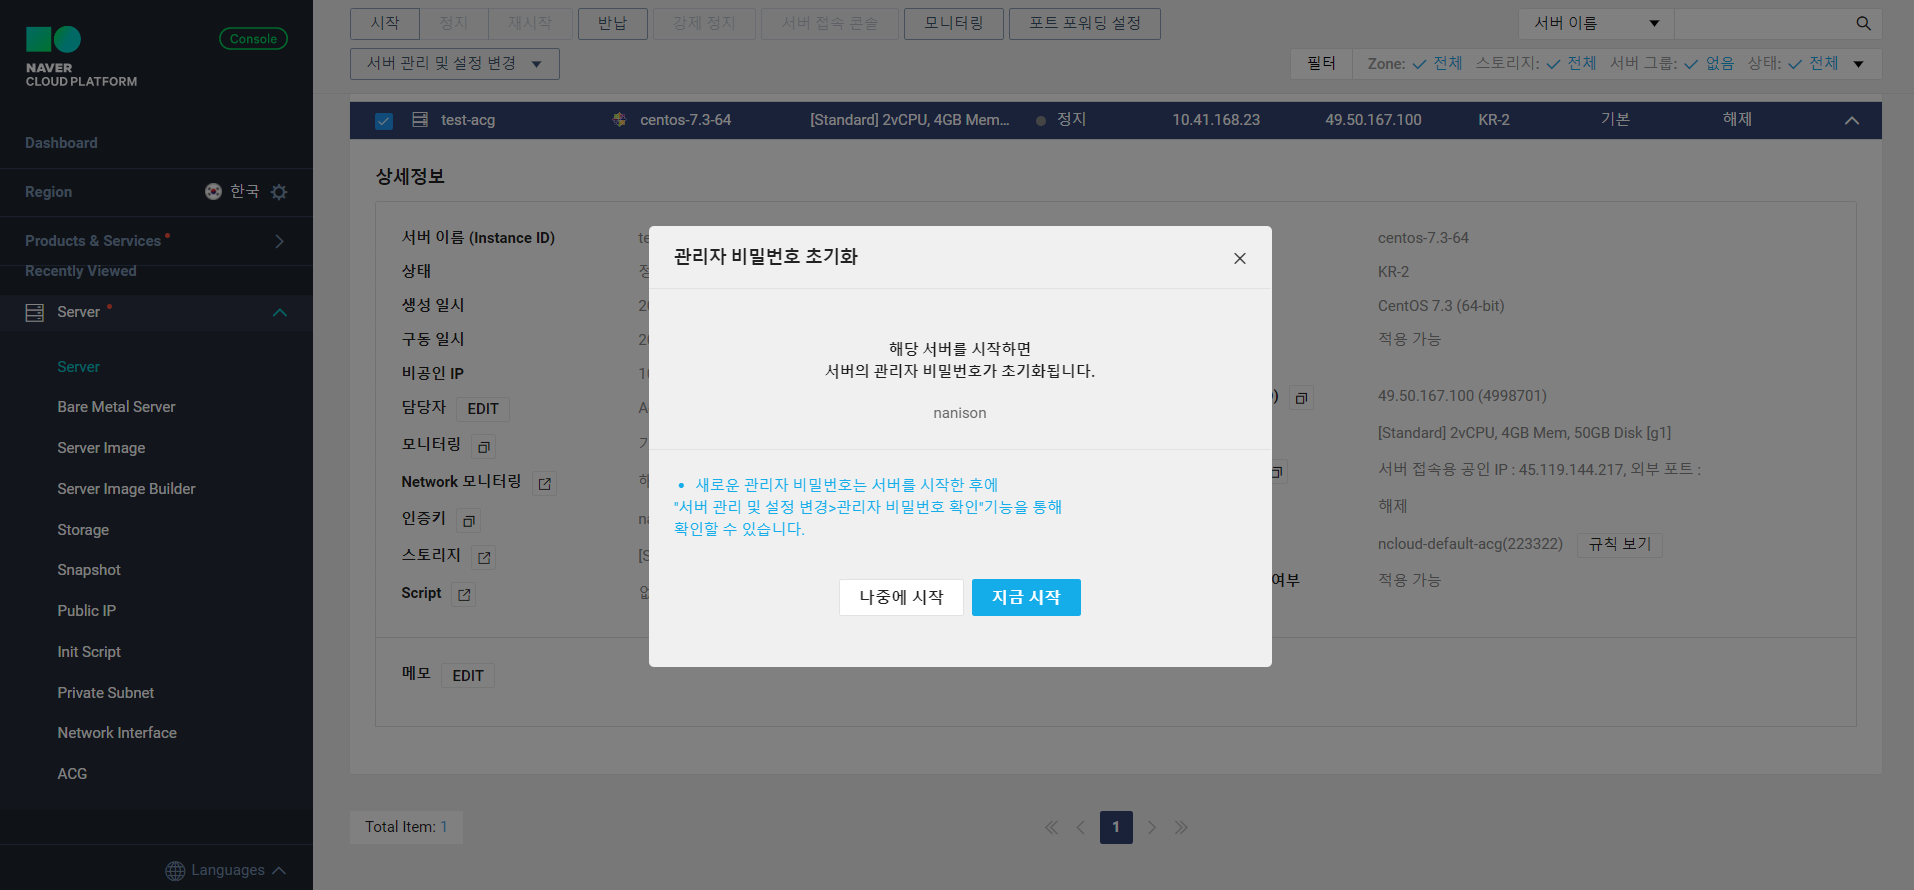 NAVER
CLOUD PLATFORM
Console
Dashboard
Region 한국
Products & Services
Recently Viewed
Server
Server
Bare Metal Server
Server Image
Server Image Builder
Storage
Snapshot
Public IP
Init Script
Private Subnet
Network Interface
ACG
Languages
시작 정지 재시작 반납 강제 정지 서버 접속 콘솔 모니터링 포트 포워딩 설정 서버 이름
서버 관리 및 설정 변경 필터 Zone: 전체 스토리지: 전체 서버 그룹: 없음 상태: 전체
test-acg centos-7.3-64 [Standard] 2vCPU, 4GB Mem... 정지 10.41.168.23 49.50.167.100 KR-2 기본 해제
상세정보
서버 이름 (Instance ID) centos-7.3-64
상태 KR-2
생성 일시 CentOS 7.3 (64-bit)
구동 일시 적용 가능
비공인 IP
담당자 EDIT 49.50.167.100 (4998701)
모니터링 [Standard] 2vCPU, 4GB Mem, 50GB Disk [g1]
Network 모니터링 서버 접속용 공인 IP : 45.119.144.217, 외부 포트 :
인증키 해제
스토리지 ncloud-default-acg(223322) 규칙 보기
Script 여부 적용 가능
메모 EDIT
관리자 비밀번호 초기화
해당 서버를 시작하면
서버의 관리자 비밀번호가 초기화됩니다.
nanison
• 새로운 관리자 비밀번호는 서버를 시작한 후에
"서버 관리 및 설정 변경>관리자 비밀번호 확인"기능을 통해
확인할 수 있습니다.
나중에 시작 지금 시작
Total Item: 1
1